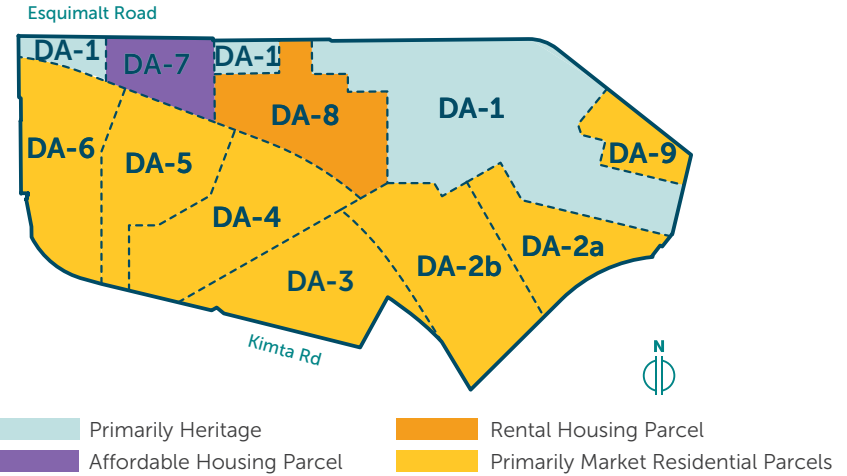 Esquimalt Road
DA-1
DA-7
DA-1
DA-8
DA-1
DA-9
DA-6
DA-5
DA-4
DA-3
DA-2b
DA-2a
Kimta Rd
N
Primarily Heritage
Rental Housing Parcel
Affordable Housing Parcel
Primarily Market Residential Parcels